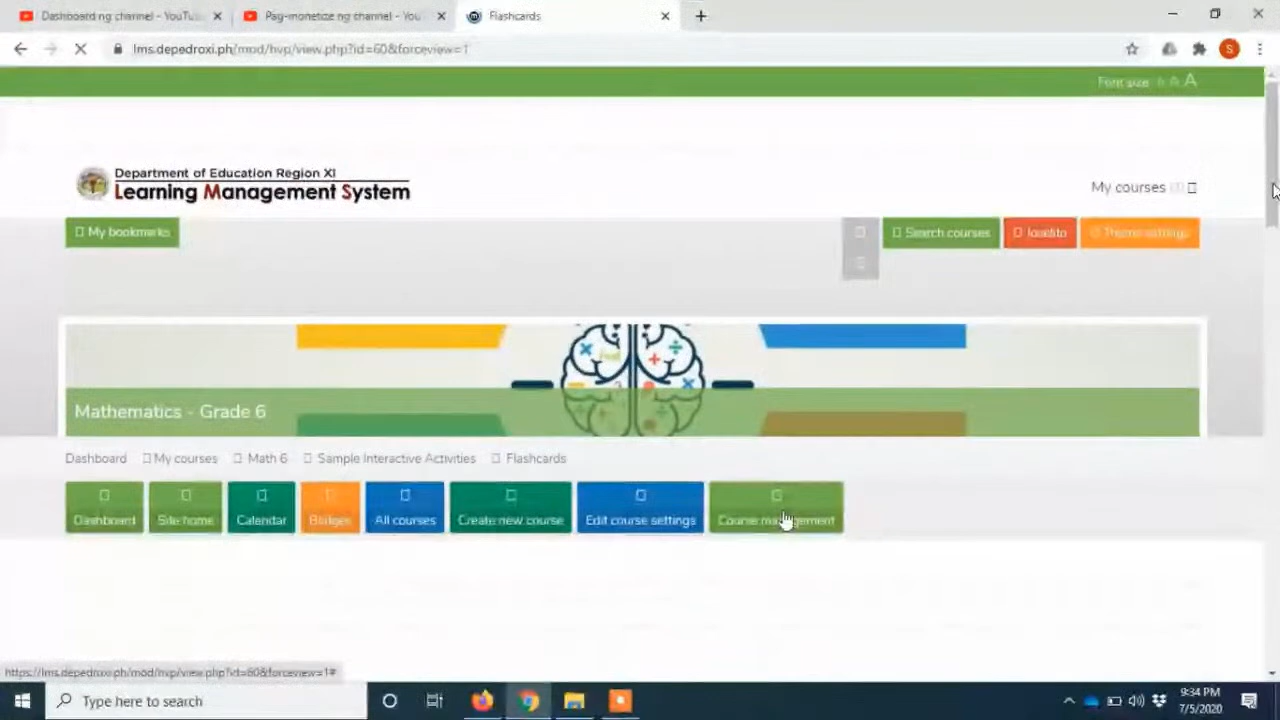 Dashboard ng channel - YouTu
Pag-monetize ng channel - You
Flashcards
lms.depedroxi.ph/mod/hvp/view.php?id=60&forceview=1
S
Font size A A A
Department of Education Region XI
Learning Management System
My courses
My bookmarks
Search courses
Joselito
Theme settings
Mathematics - Grade 6
Dashboard My courses Math 6 Sample Interactive Activities Flashcards
Dashboard
Site home
Calendar
Badges
All courses
Create new course
Edit course settings
Course management
https://lms.depedroxi.ph/mod/hvp/view.php?id=60&forceview=1#
Type here to search
9:34 PM
7/5/2020